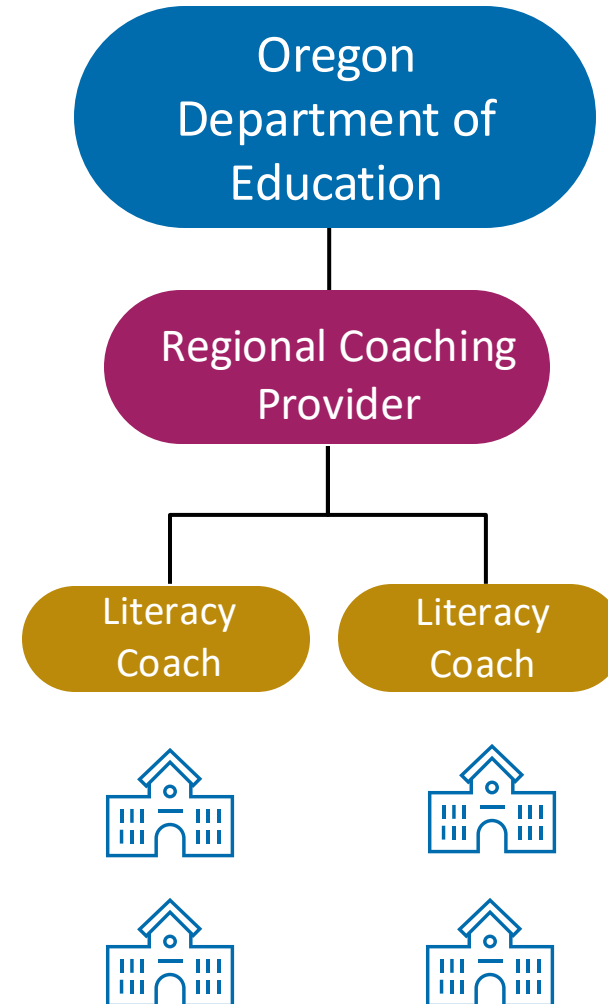 Oregon
Department of
Education
Regional Coaching
Provider
Literacy
Coach
Literacy
Coach